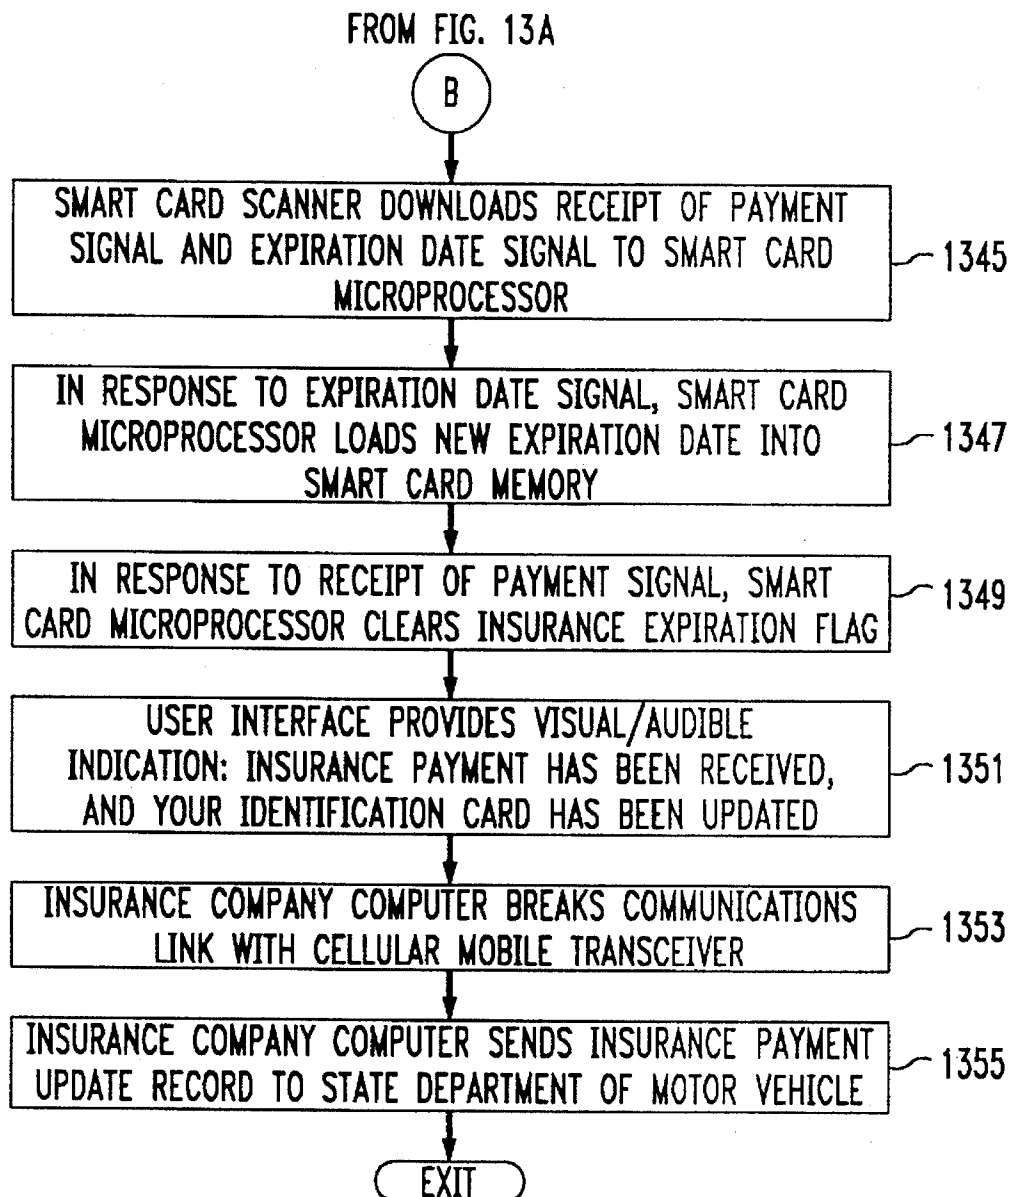 FROM FIG. 13A
B
SMART CARD SCANNER DOWNLOADS RECEIPT OF PAYMENT
SIGNAL AND EXPIRATION DATE SIGNAL TO SMART CARD
MICROPROCESSOR
1345
IN RESPONSE TO EXPIRATION DATE SIGNAL, SMART CARD
MICROPROCESSOR LOADS NEW EXPIRATION DATE INTO
SMART CARD MEMORY
1347
IN RESPONSE TO RECEIPT OF PAYMENT SIGNAL, SMART
CARD MICROPROCESSOR CLEARS INSURANCE EXPIRATION FLAG
1349
USER INTERFACE PROVIDES VISUAL/AUDIBLE
INDICATION: INSURANCE PAYMENT HAS BEEN RECEIVED,
AND YOUR IDENTIFICATION CARD HAS BEEN UPDATED
1351
INSURANCE COMPANY COMPUTER BREAKS COMMUNICATIONS
LINK WITH CELLULAR MOBILE TRANSCEIVER
1353
INSURANCE COMPANY COMPUTER SENDS INSURANCE PAYMENT
UPDATE RECORD TO STATE DEPARTMENT OF MOTOR VEHICLE
1355
EXIT